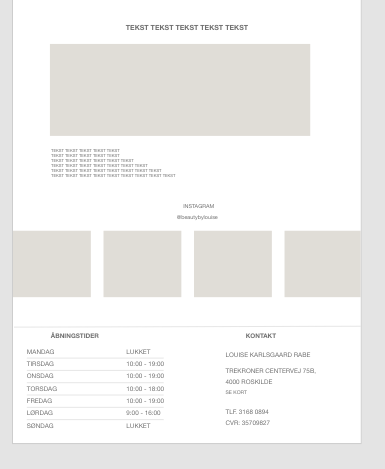 TEKST TEKST TEKST TEKST TEKST
TEKST TEKST TEKST TEKST TEKST
TEKST TEKST TEKST TEKST TEKST
TEKST TEKST TEKST TEKST TEKST TEKST
TEKST TEKST TEKST TEKST TEKST TEKST TEKST
TEKST TEKST TEKST TEKST TEKST TEKST TEKST TEKST
TEKST TEKST TEKST TEKST TEKST TEKST TEKST TEKST TEKST
INSTAGRAM
@beautybylouise
ÅBNINGSTIDER
MANDAG LUKKET
TIRSDAG 10:00 - 19:00
ONSDAG 10:00 - 19:00
TORSDAG 10:00 - 18:00
FREDAG 10:00 - 19:00
LØRDAG 9:00 - 16:00
SØNDAG LUKKET
KONTAKT
LOUISE KARLSGAARD RABE
TREKRONER CENTERVEJ 75B,
4000 ROSKILDE
SE KORT
TLF. 3168 0894
CVR: 35709827